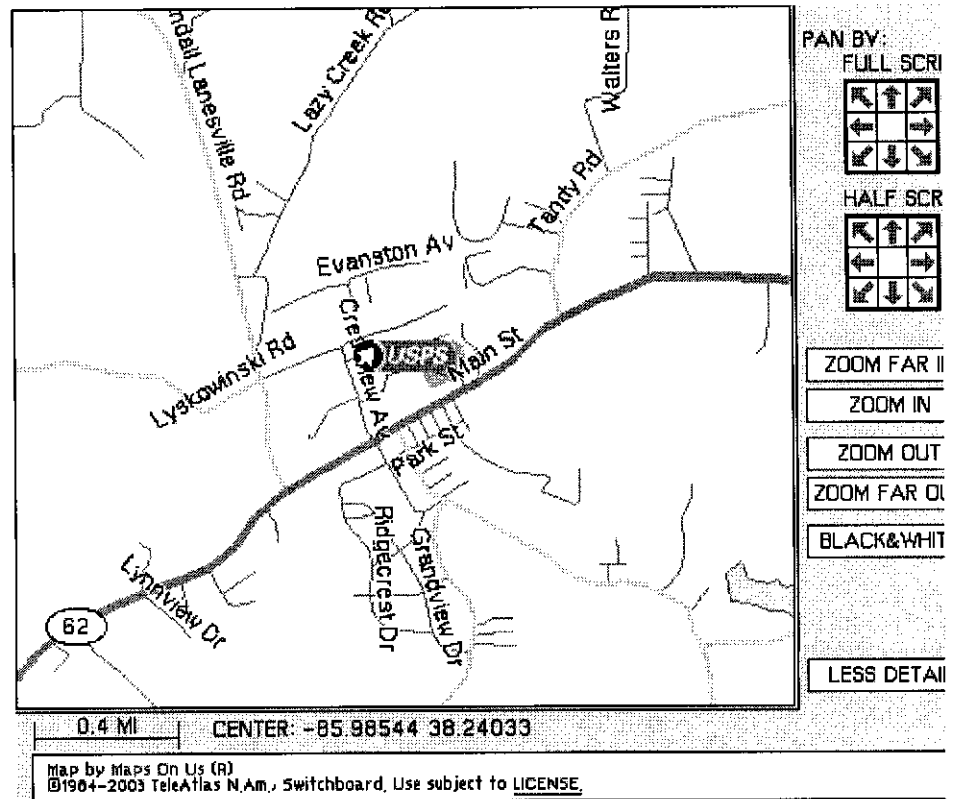 ndall Lanesville Rd
Lazy Creek Rd
Walters R
Tandy Rd
Evanston Av
Crestview Av
USPS
Main St
Lyskowinski Rd
Park St
Ridgecrest Dr
Grandview Dr
Lynnview Dr
62
PAN BY:
FULL SCRE
HALF SCR
ZOOM FAR I
ZOOM IN
ZOOM OUT
ZOOM FAR OU
BLACK&WHIT
LESS DETAI
0.4 MI
CENTER: -85.98544 38.24033
Map by Maps On Us (R)
©1984-2003 TeleAtlas N.Am., Switchboard. Use subject to LICENSE.